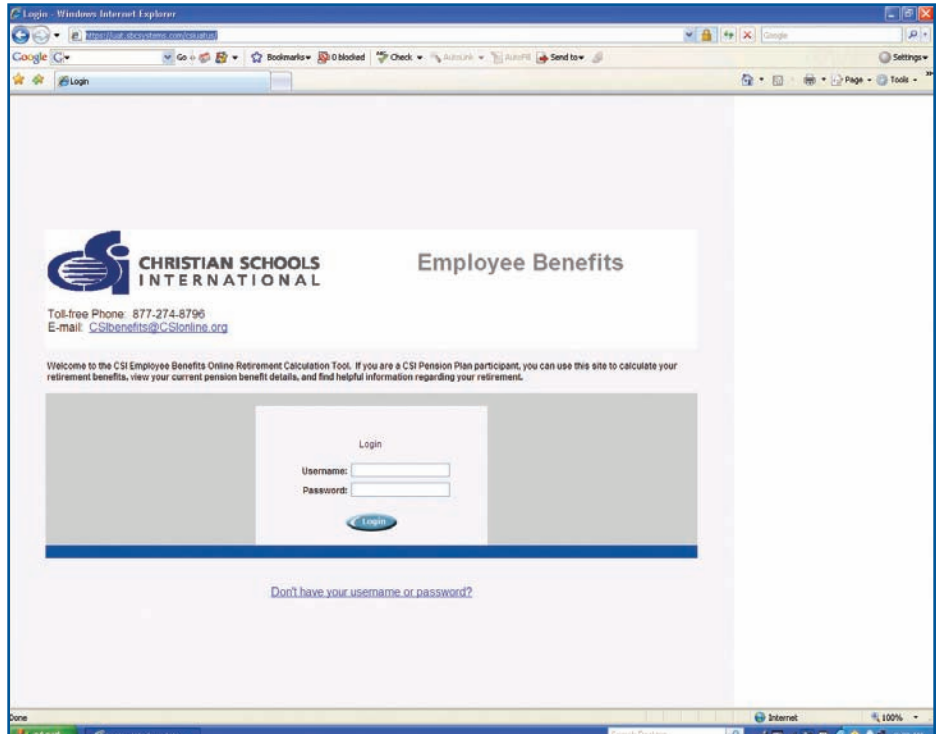 Login - Windows Internet Explorer
Google
Google G Go Bookmarks 0 blocked Check AutoLink AutoFill Send to Settings
Login Page Tools
CSI CHRISTIAN SCHOOLS INTERNATIONAL
Employee Benefits
Toll-free Phone: 877-274-8796
E-mail: CSIbenefits@CSIonline.org
Welcome to the CSI Employee Benefits Online Retirement Calculation Tool. If you are a CSI Pension Plan participant, you can use this site to calculate your
retirement benefits, view your current pension benefit details, and find helpful information regarding your retirement.
Login
Username:
Password:
Login
Don't have your username or password?
Done Internet 100%